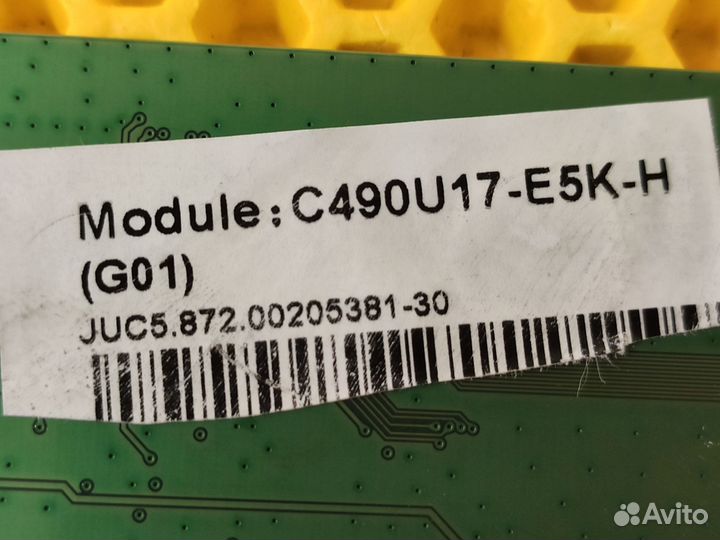 Module:C490U17-E5K-H
(G01)
JUC5.872.00205381-30
Avito